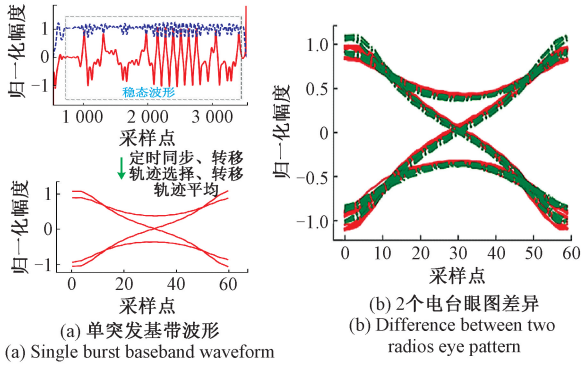 归一化幅度
1
0
−1
稳态波形
1 000
2 000
3 000
采样点
定时同步、转移
轨迹选择、转移
轨迹平均
归一化幅度
1
0
−1
0
20
40
60
采样点
(a) 单突发基带波形
(a) Single burst baseband waveform
归一化幅度
1.0
0.5
0
−0.5
−1.0
0
10
20
30
40
50
60
采样点
(b) 2个电台眼图差异
(b) Difference between two
radios eye pattern